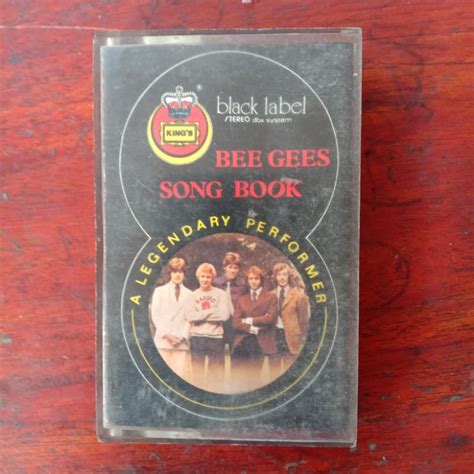 ®
KING'S
black label
STEREO dbx system
BEE GEES
SONG BOOK
A LEGENDARY PERFORMER